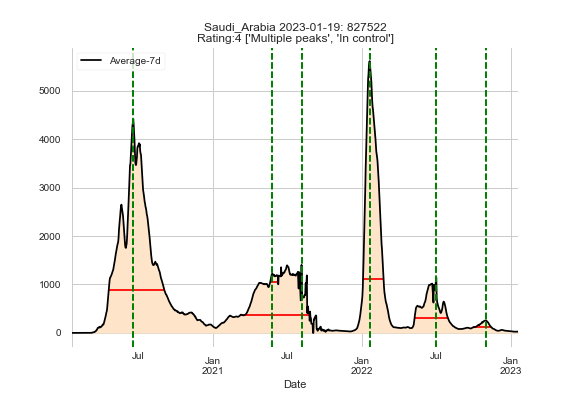 Saudi_Arabia 2023-01-19: 827522
Rating:4 ['Multiple peaks', 'In control']
Average-7d
5000
4000
3000
2000
1000
0
Jul
Jan
2021
Jul
Jan
2022
Jul
Jan
2023
Date